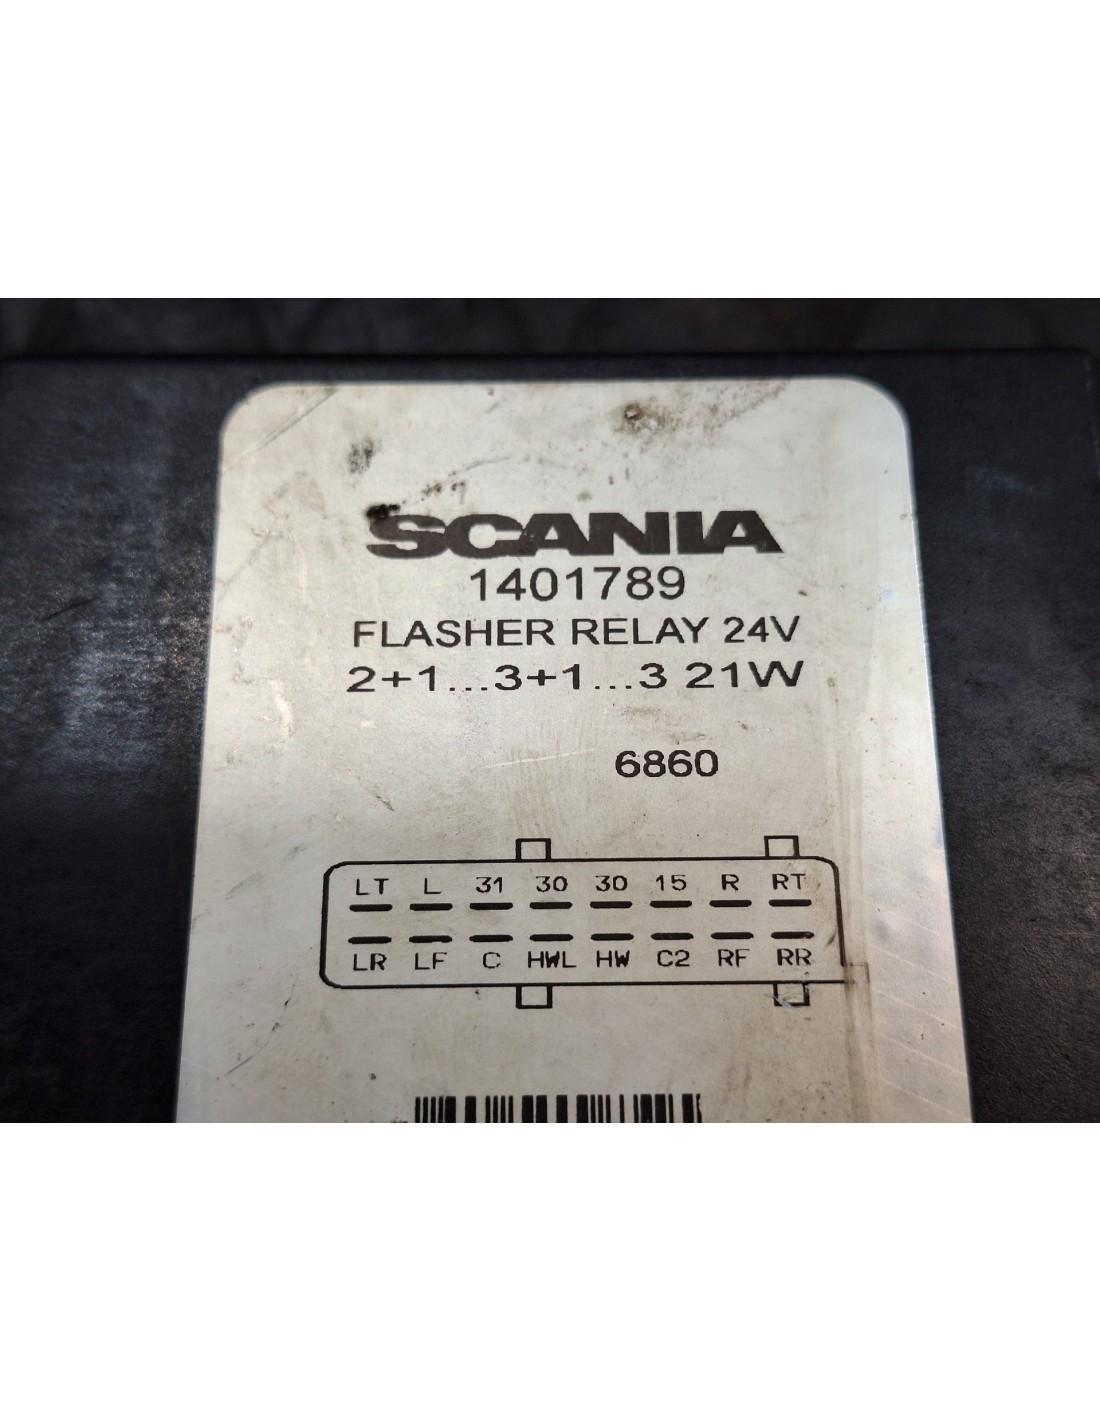 SCANIA
1401789
FLASHER RELAY 24V
2+1...3+1...3 21W
6860
LT L 31 30 30 15 R RT
LR LF C HWL HW C2 RF RR